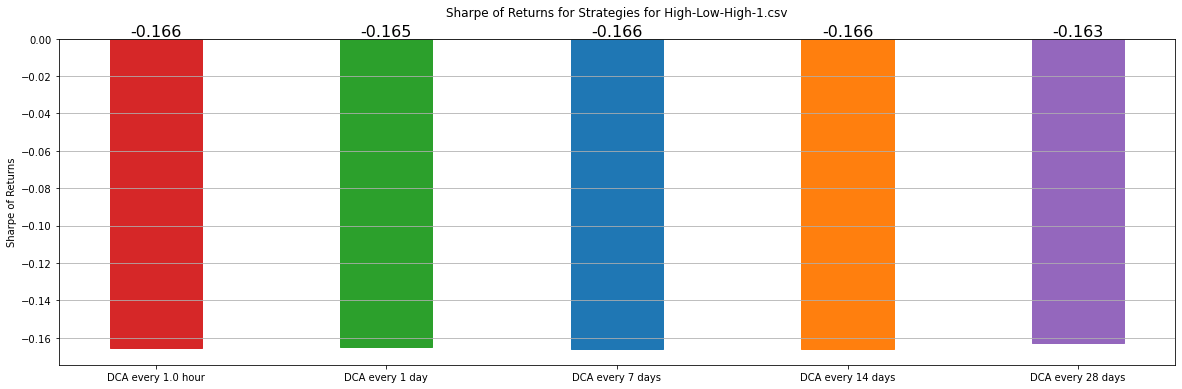 Sharpe of Returns for Strategies for High-Low-High-1.csv
-0.166
-0.165
-0.166
-0.166
-0.163
0.00
−0.02
−0.04
−0.06
−0.08
−0.10
−0.12
−0.14
−0.16
Sharpe of Returns
DCA every 1.0 hour
DCA every 1 day
DCA every 7 days
DCA every 14 days
DCA every 28 days